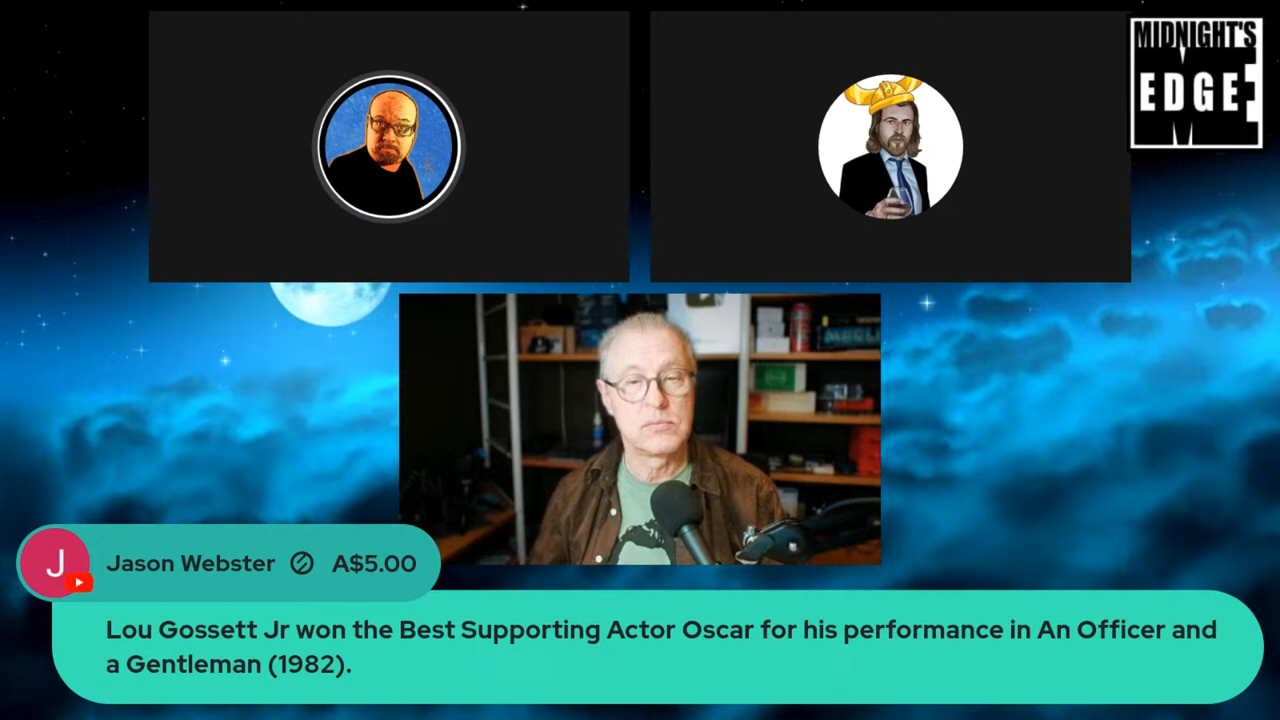 MIDNIGHT'S
EDGE
Jason Webster A$5.00
Lou Gossett Jr won the Best Supporting Actor Oscar for his performance in An Officer and
a Gentleman (1982).